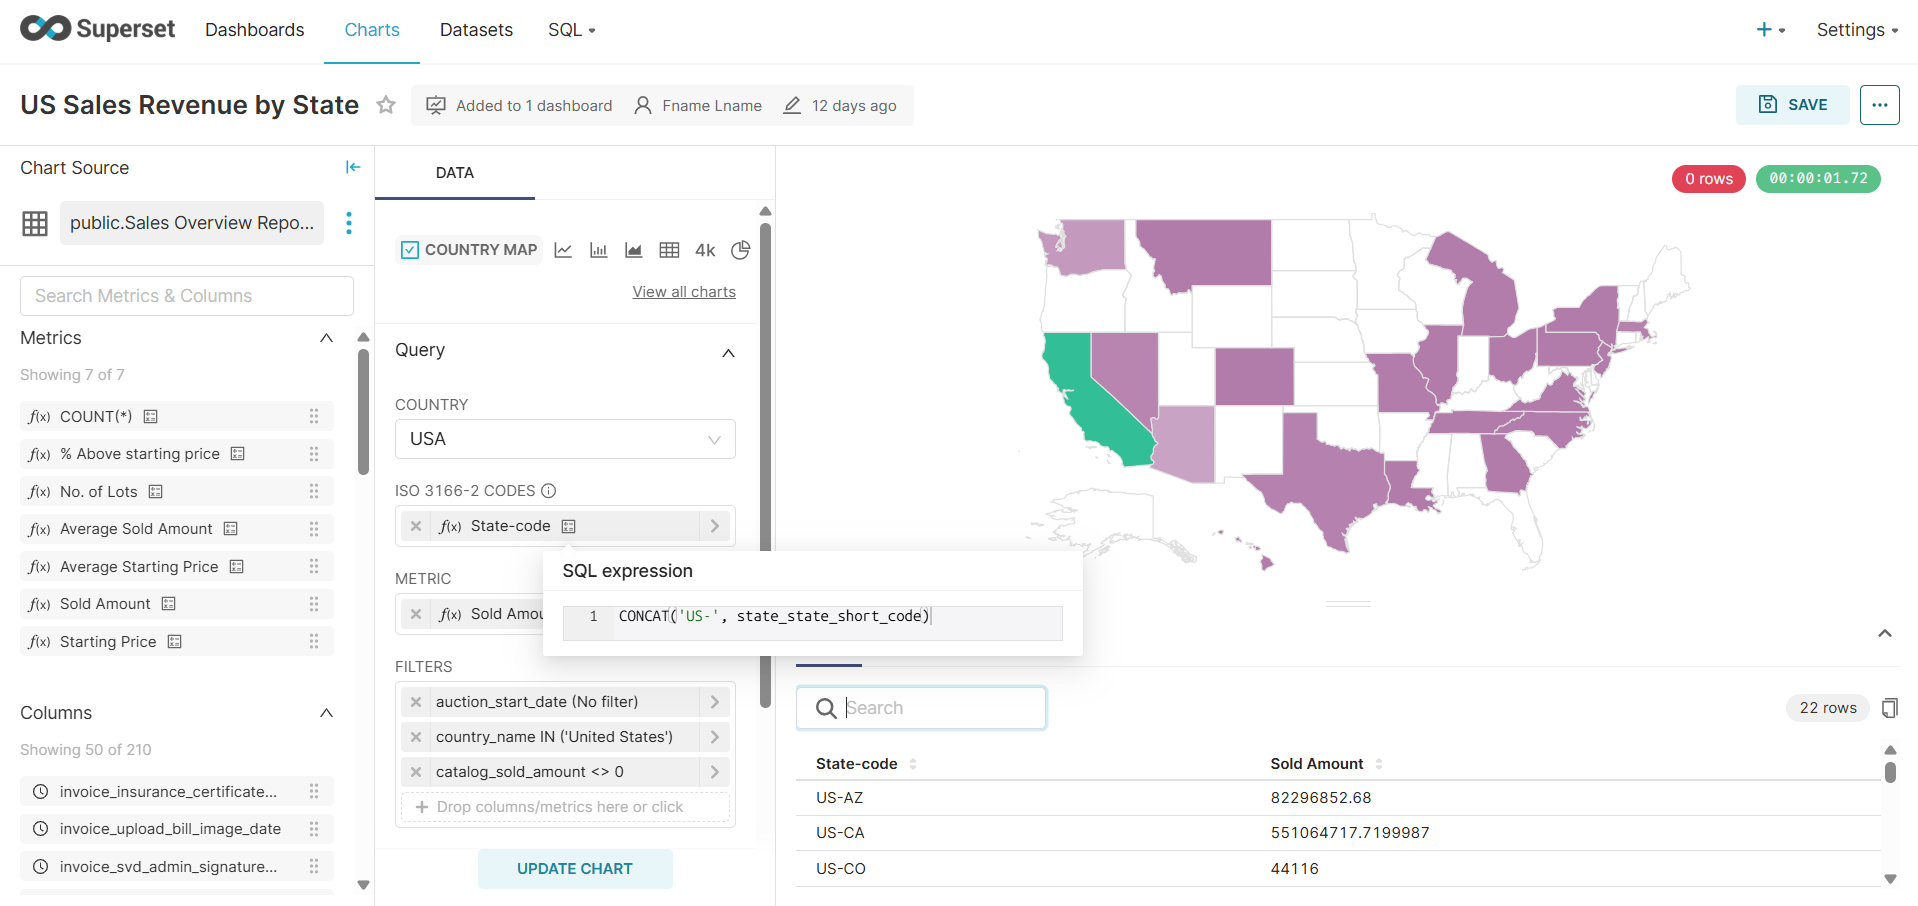 Superset
Dashboards
Charts
Datasets
SQL
Settings
US Sales Revenue by State
Added to 1 dashboard
Fname Lname
12 days ago
SAVE
Chart Source
public.Sales Overview Repo...
Search Metrics & Columns
Metrics
Showing 7 of 7
f(x) COUNT(*)
f(x) % Above starting price
f(x) No. of Lots
f(x) Average Sold Amount
f(x) Average Starting Price
f(x) Sold Amount
f(x) Starting Price
Columns
Showing 50 of 210
invoice_insurance_certificate...
invoice_upload_bill_image_date
invoice_svd_admin_signature...
DATA
COUNTRY MAP
4k
View all charts
Query
COUNTRY
USA
ISO 3166-2 CODES
f(x) State-code
SQL expression
1 CONCAT('US-', state_state_short_code)
METRIC
f(x) Sold Amou
FILTERS
auction_start_date (No filter)
country_name IN ('United States')
catalog_sold_amount <> 0
Drop columns/metrics here or click
UPDATE CHART
0 rows
00:00:01.72
Search
22 rows
State-code Sold Amount
US-AZ 82296852.68
US-CA 551064717.7199987
US-CO 44116